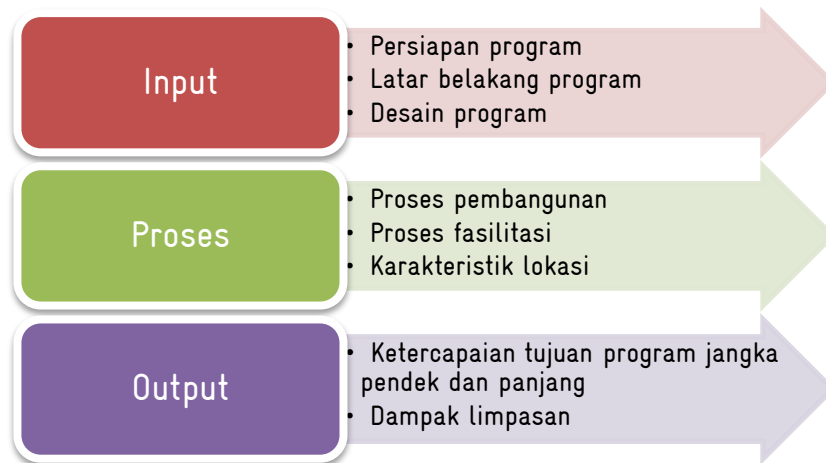 Input
• Persiapan program
• Latar belakang program
• Desain program
Proses
• Proses pembangunan
• Proses fasilitasi
• Karakteristik lokasi
Output
• Ketercapaian tujuan program jangka
pendek dan panjang
• Dampak limpasan